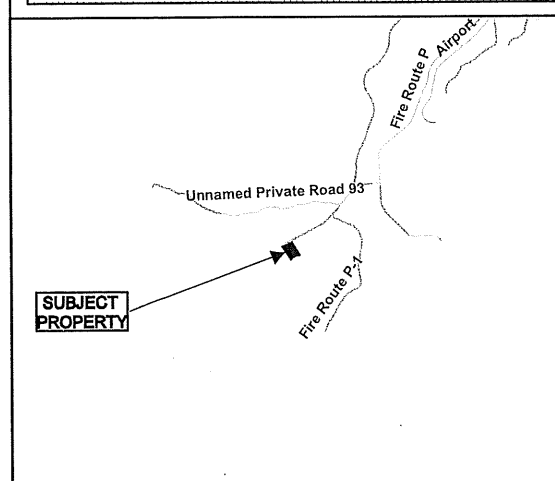 Airport
Fire Route P
Unnamed Private Road 93
SUBJECT
PROPERTY
Fire Route P-1